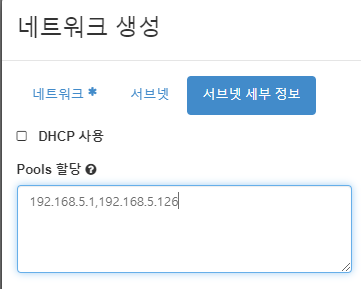 네트워크 생성
네트워크 * 서브넷 서브넷 세부 정보
DHCP 사용
Pools 할당
192.168.5.1,192.168.5.126